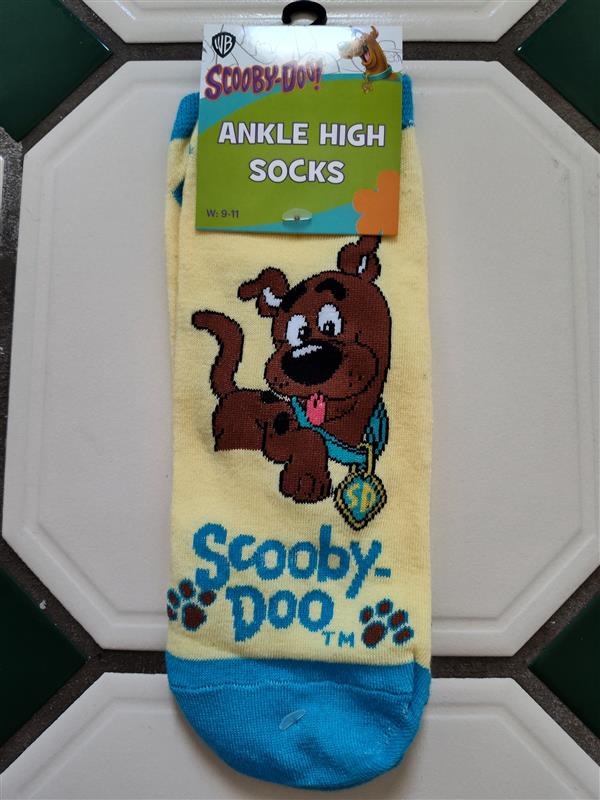 WB
SCOOBY-DOO!
ANKLE HIGH
SOCKS
W: 9-11
SD
Scooby-
Doo
TM